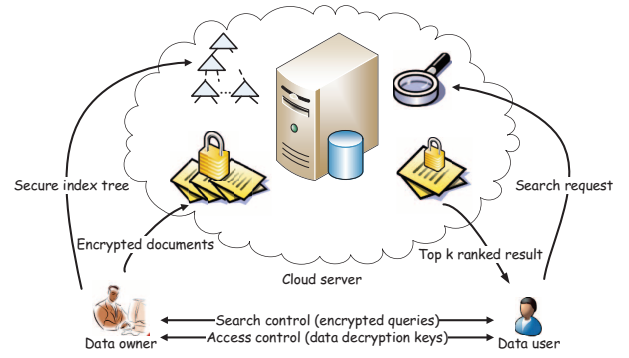 Secure index tree
Search request
Encrypted documents
Top k ranked result
Cloud server
Search control (encrypted queries)
Access control (data decryption keys)
Data owner
Data user